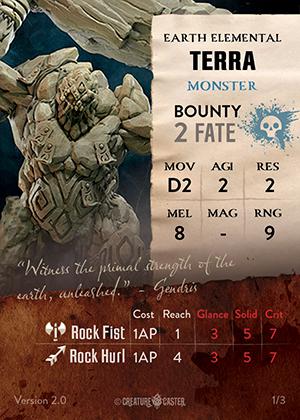 EARTH ELEMENTAL
TERRA
MONSTER
BOUNTY
2 FATE
MOV AGI RES
D2 2 2
MEL MAG RNG
8 - 9
"Witness the primal strength of the
earth, unleashed." - Gendris
Cost Reach Glance Solid Crit
Rock Fist 1AP 1 3 5 7
Rock Hurl 1AP 4 3 5 7
Version 2.0 © CREATURE CASTER 1/3